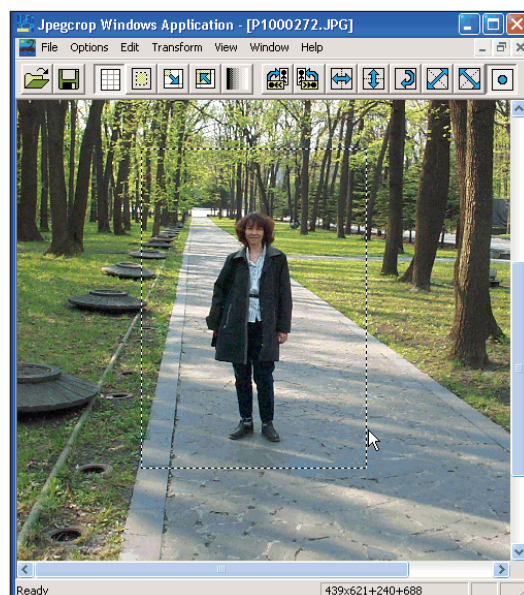 Jpegcrop Windows Application - [P1000272.JPG]
File Options Edit Transform View Window Help
Ready 439x621+240+688